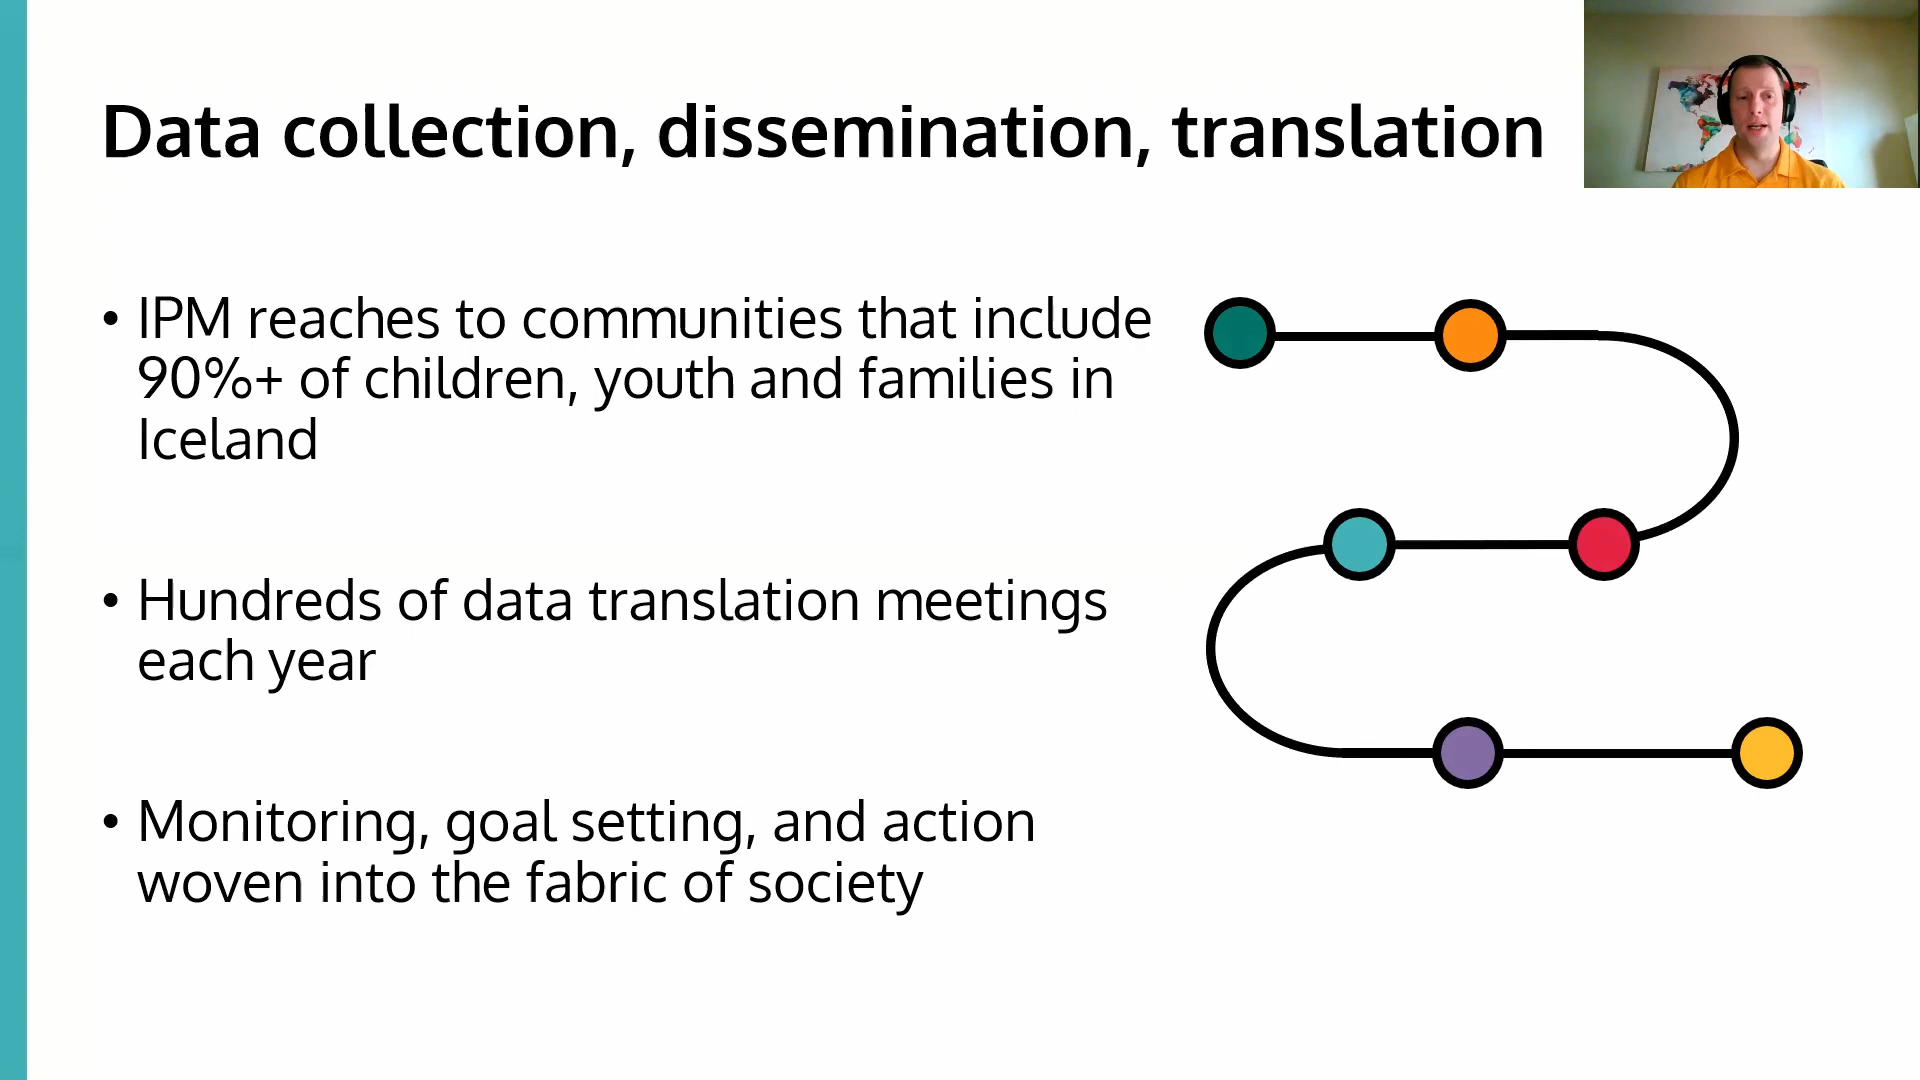 Data collection, dissemination, translation
• IPM reaches to communities that include
90%+ of children, youth and families in
Iceland
• Hundreds of data translation meetings
each year
• Monitoring, goal setting, and action
woven into the fabric of society